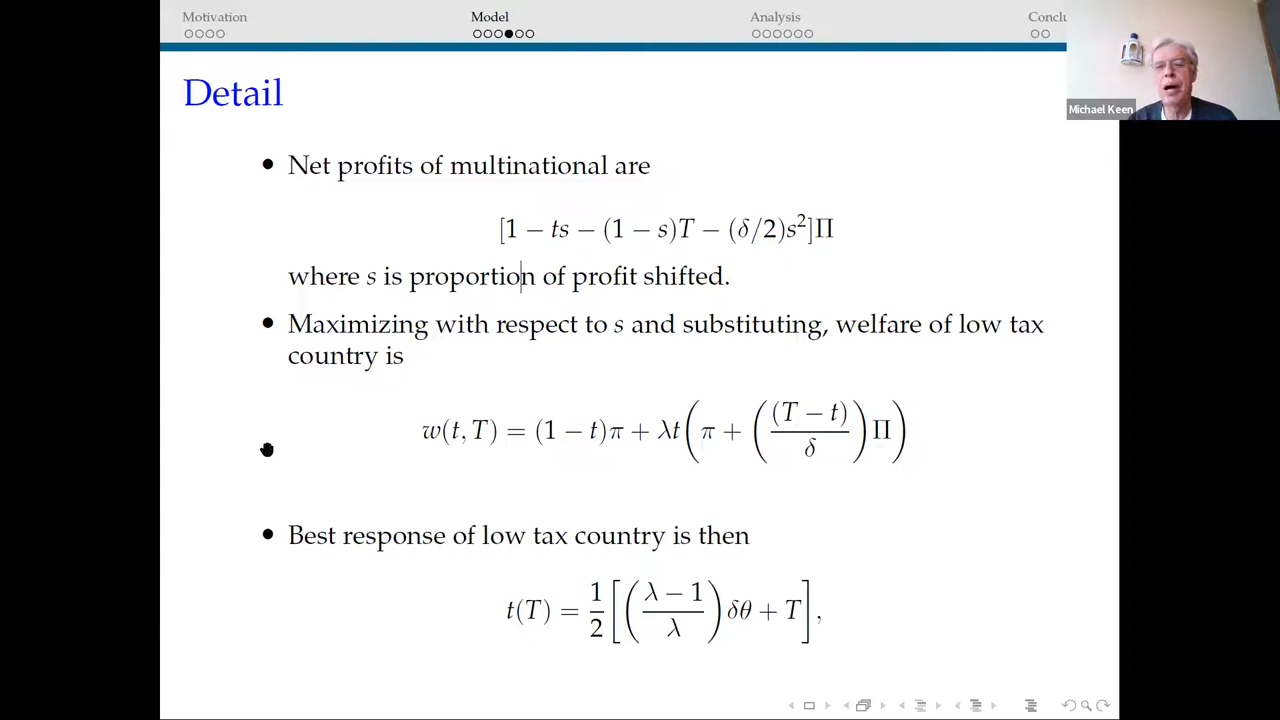 Motivation Model Analysis Conclu
Michael Keen
Detail
• Net profits of multinational are
[1 − ts − (1 − s)T − (δ/2)s²]Π
where s is proportion of profit shifted.
• Maximizing with respect to s and substituting, welfare of low tax
country is
w(t, T) = (1 − t)π + λt(π + ((T − t)/δ)Π)
• Best response of low tax country is then
t(T) = 1/2[((λ − 1)/λ)δθ + T],